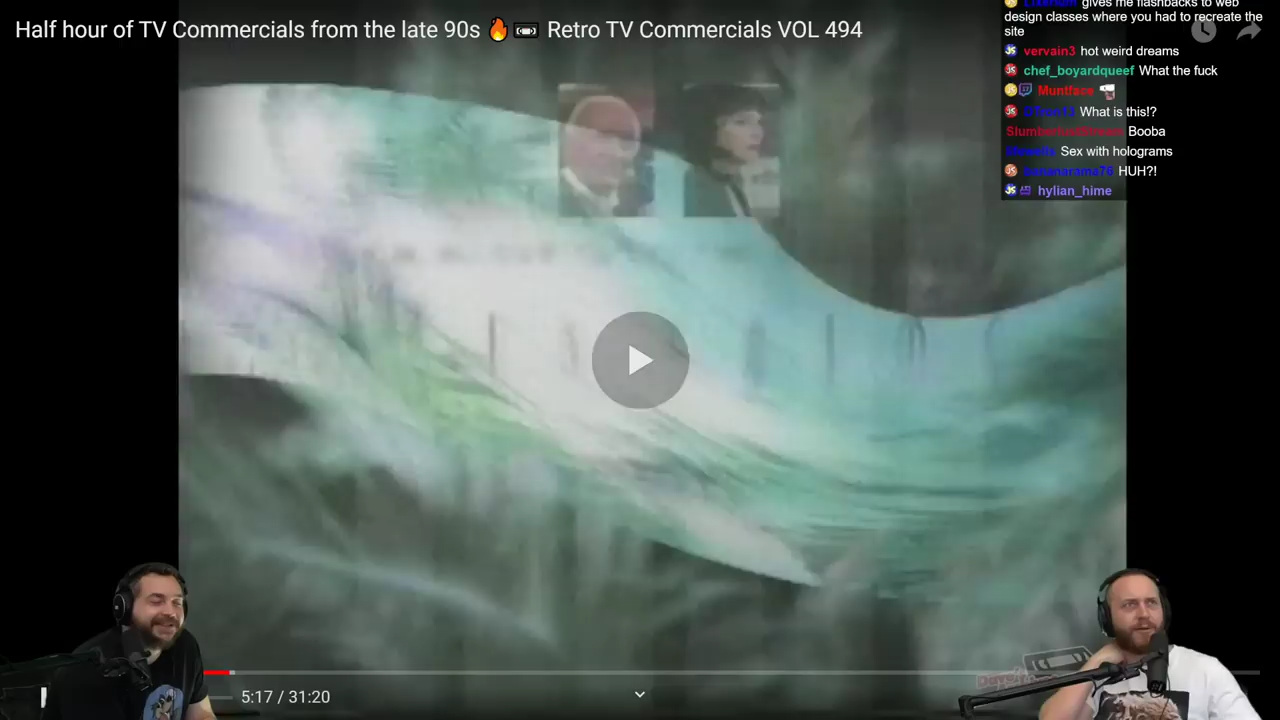 Half hour of TV Commercials from the late 90s 🔥📼 Retro TV Commercials VOL 494
gives me flashbacks to web
design classes where you had to recreate the
site
vervain3 hot weird dreams
chef_boyardqueef What the fuck
Muntface
What is this!?
Booba
Sex with holograms
Bananarama76 HUH?!
hylian_hime
5:17 / 31:20